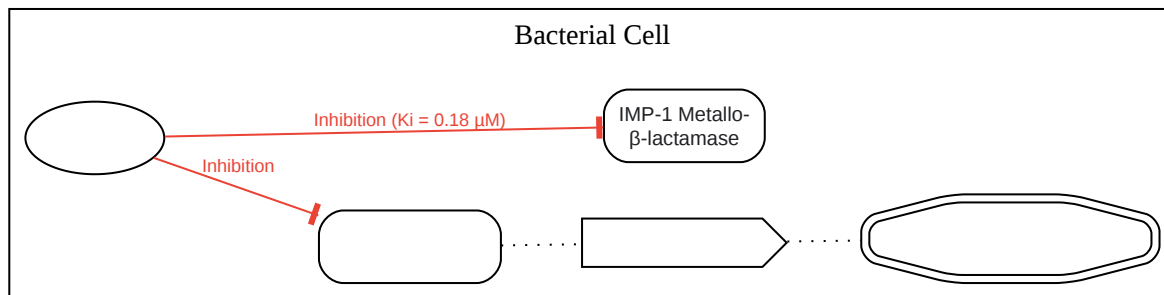 Bacterial Cell
Inhibition (Ki = 0.18 µM)
IMP-1 Metallo-
β-lactamase
Inhibition